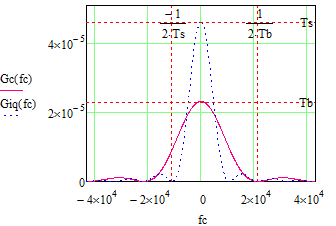 −1 1 Ts
2·Ts 2·Tb
4×10⁻⁵
Gc(fc)
Giq(fc)
Tb
2×10⁻⁵
0
−4×10⁴ −2×10⁴ 0 2×10⁴ 4×10⁴
fc